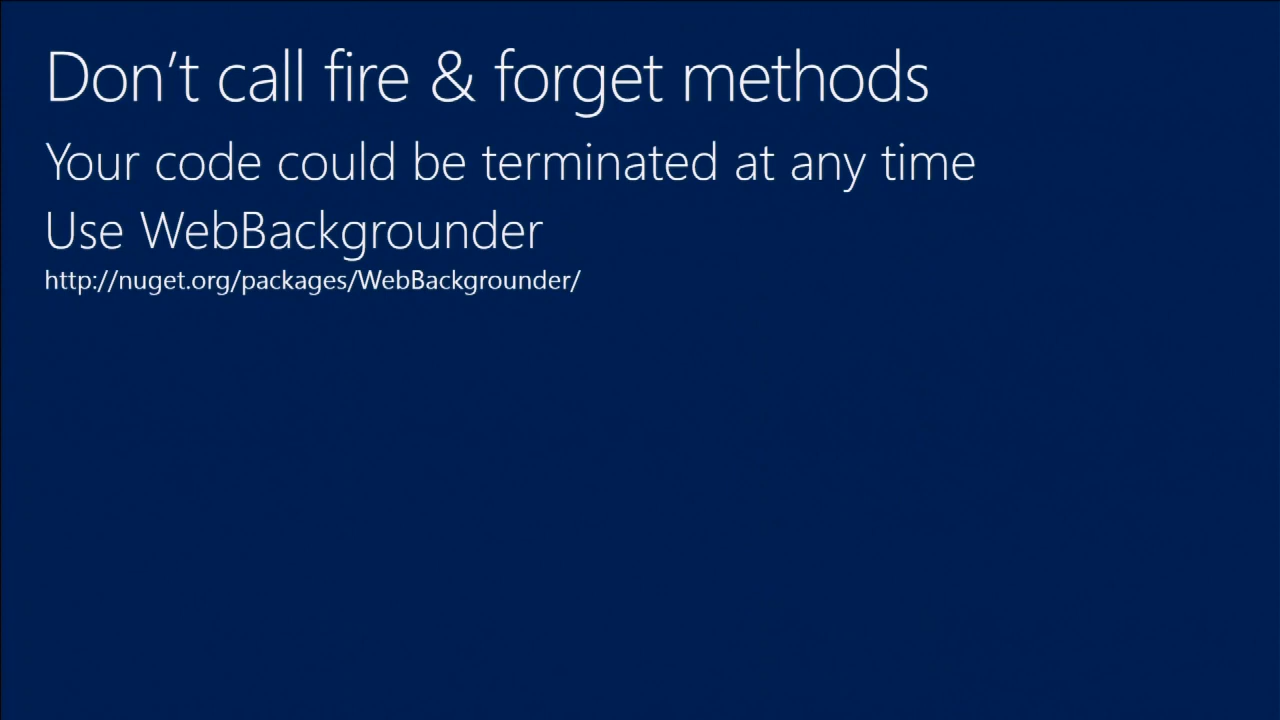 Don’t call fire & forget methods
Your code could be terminated at any time
Use WebBackgrounder
http://nuget.org/packages/WebBackgrounder/